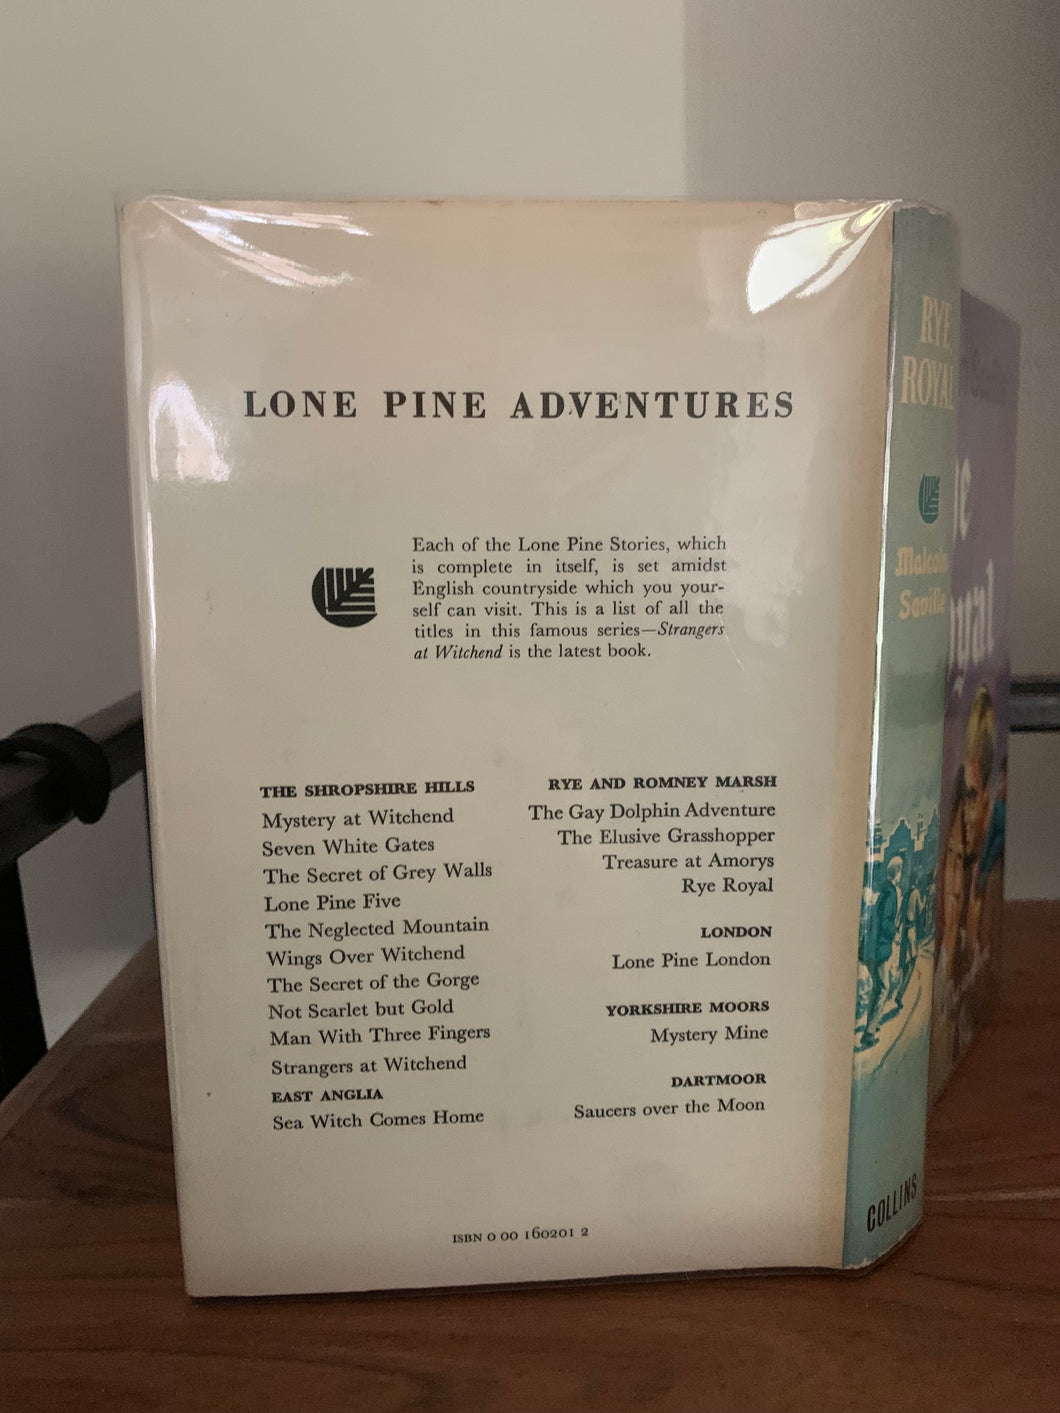 LONE PINE ADVENTURES
Each of the Lone Pine Stories, which
is complete in itself, is set amidst
English countryside which you your-
self can visit. This is a list of all the
titles in this famous series—Strangers
at Witchend is the latest book.
THE SHROPSHIRE HILLS
Mystery at Witchend
Seven White Gates
The Secret of Grey Walls
Lone Pine Five
The Neglected Mountain
Wings Over Witchend
The Secret of the Gorge
Not Scarlet but Gold
Man With Three Fingers
Strangers at Witchend
EAST ANGLIA
Sea Witch Comes Home
RYE AND ROMNEY MARSH
The Gay Dolphin Adventure
The Elusive Grasshopper
Treasure at Amorys
Rye Royal
LONDON
Lone Pine London
YORKSHIRE MOORS
Mystery Mine
DARTMOOR
Saucers over the Moon
ISBN 0 00 160201 2
RYE
ROYAL
Malcolm
Saville
COLLINS